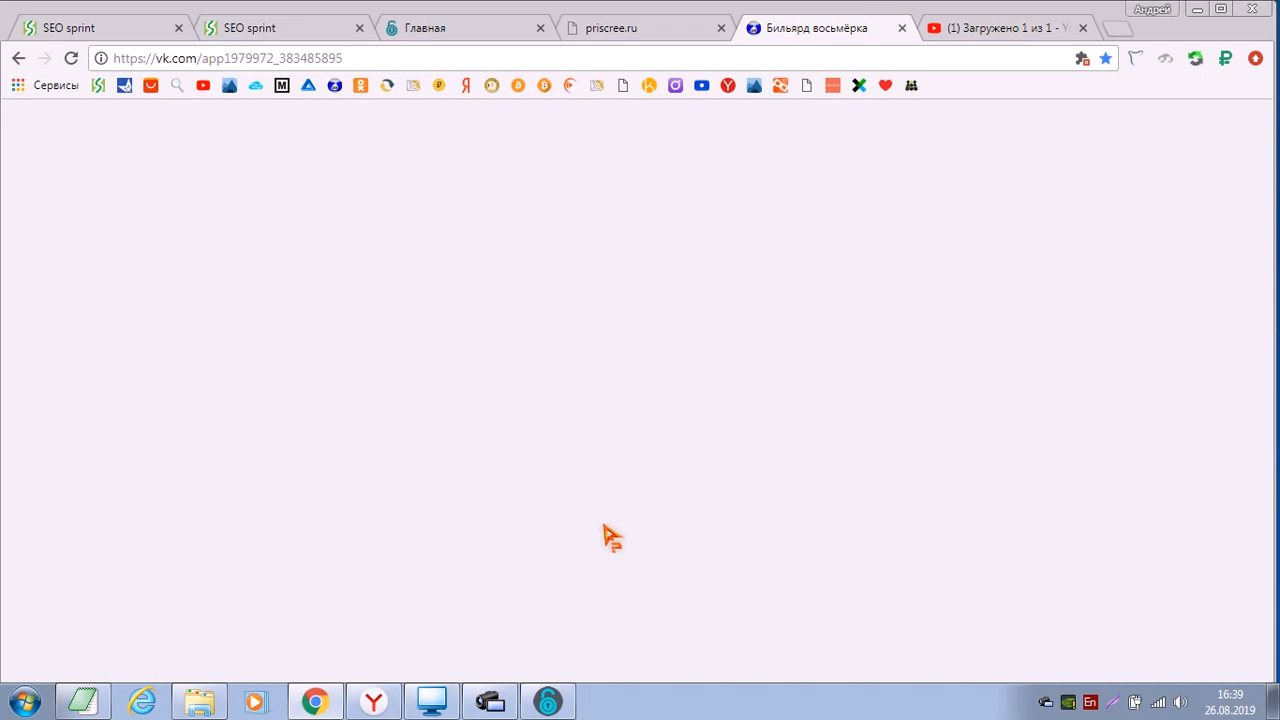 Андрей
SEO sprint
SEO sprint
Главная
priscree.ru
Бильярд восьмёрка
(1) Загружено 1 из 1 - Y
https://vk.com/app1979972_383485895
Сервисы
M
Я
Y
Y
En
16:39
26.08.2019